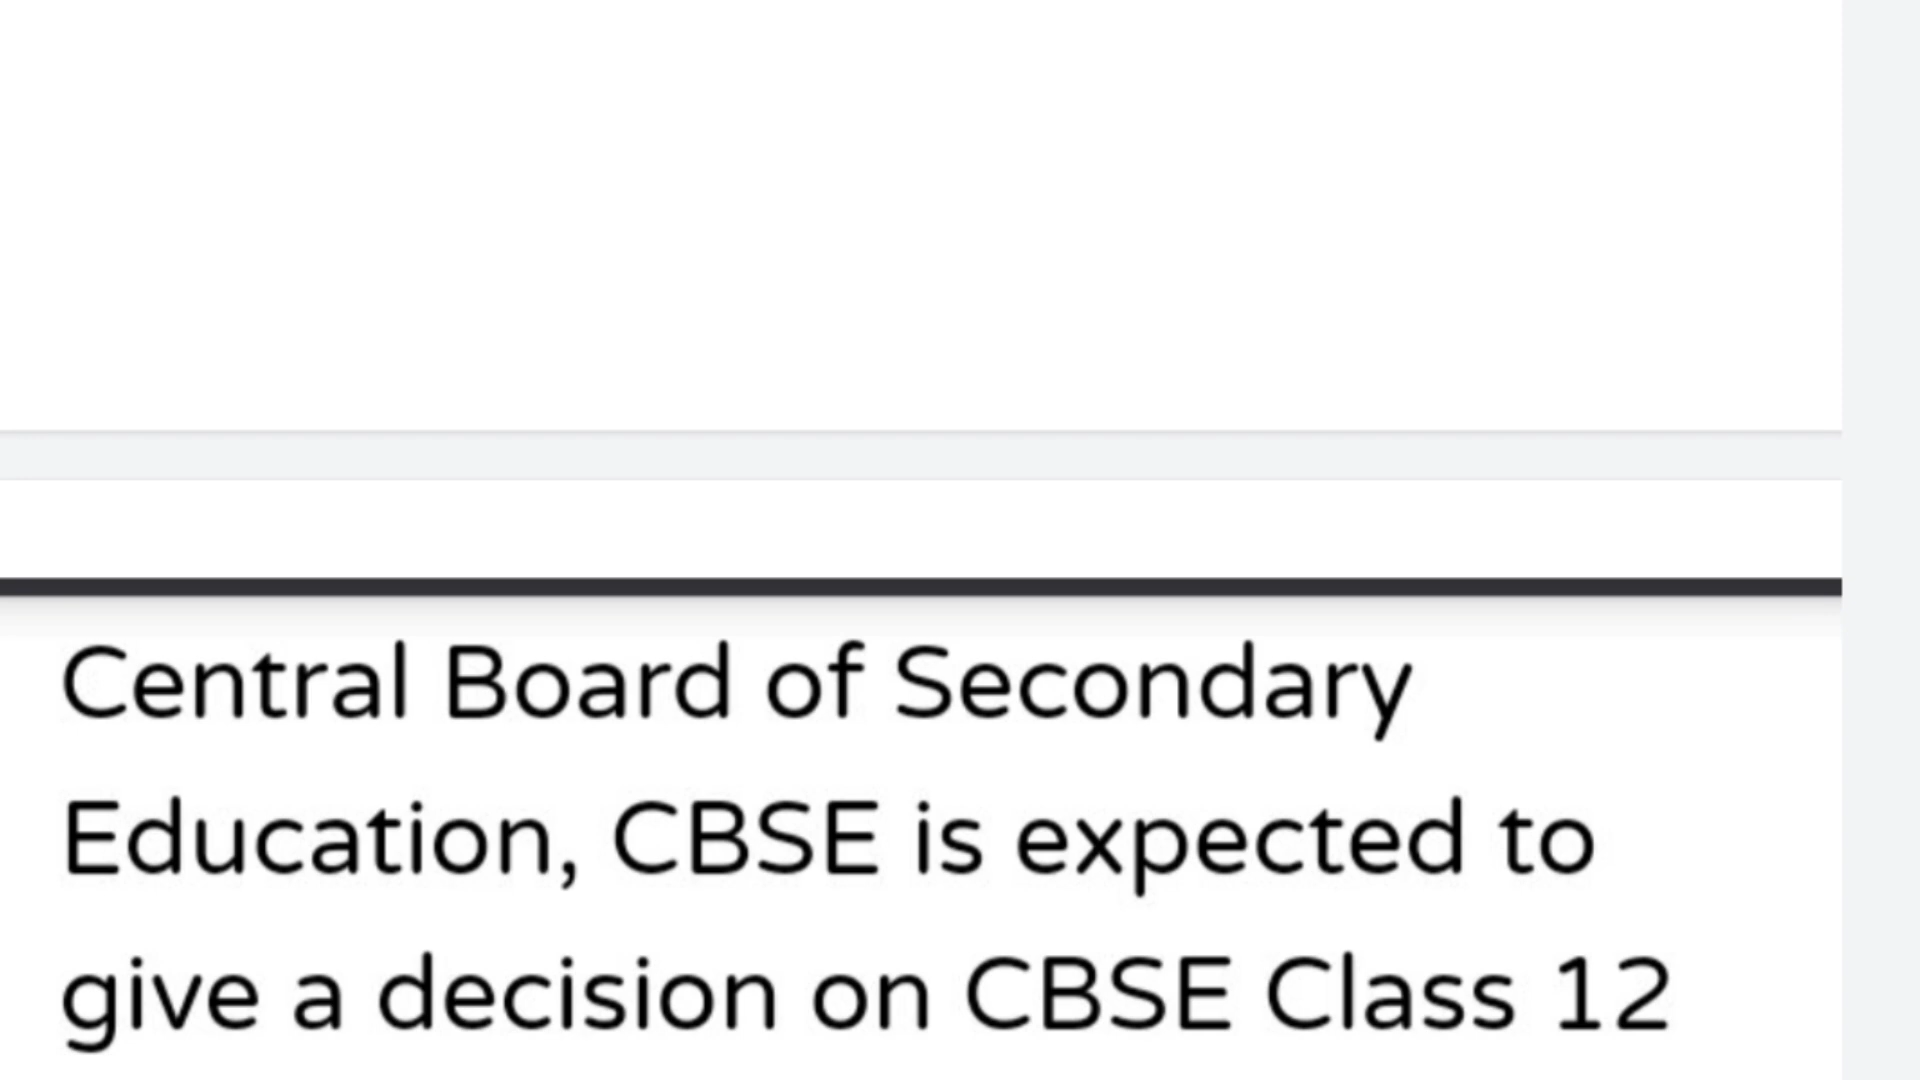 Central Board of Secondary
Education, CBSE is expected to
give a decision on CBSE Class 12